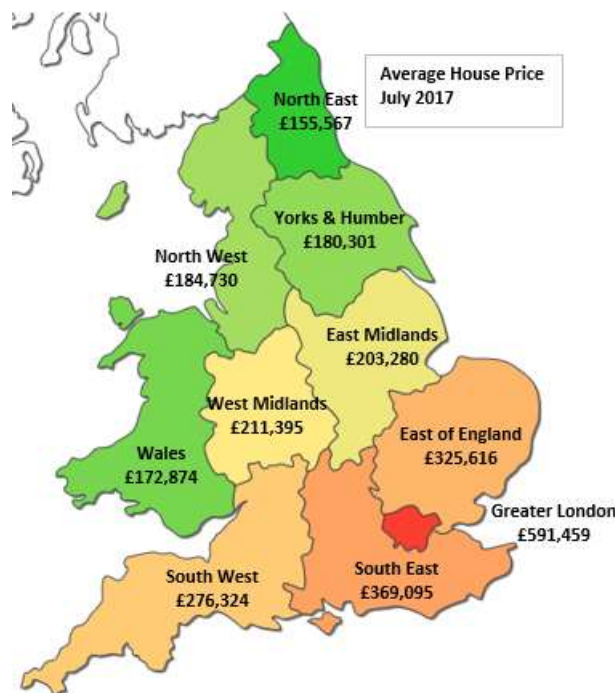 Average House Price
July 2017
North East
£155,567
Yorks & Humber
£180,301
North West
£184,730
East Midlands
£203,280
West Midlands
£211,395
East of England
£325,616
Wales
£172,874
Greater London
£591,459
South West
£276,324
South East
£369,095